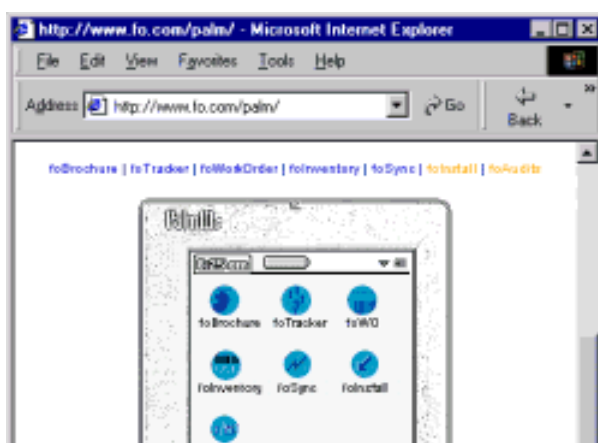 http://www.fo.com/palm/ - Microsoft Internet Explorer
File Edit View Favorites Tools Help
Address http://www.fo.com/palm/ Go Back »
foBrochure | foTracker | foWorkOrder | foInventory | foSync | foInstall | foAudits
foBrochure foTracker foWO
foInventory foSync foInstall